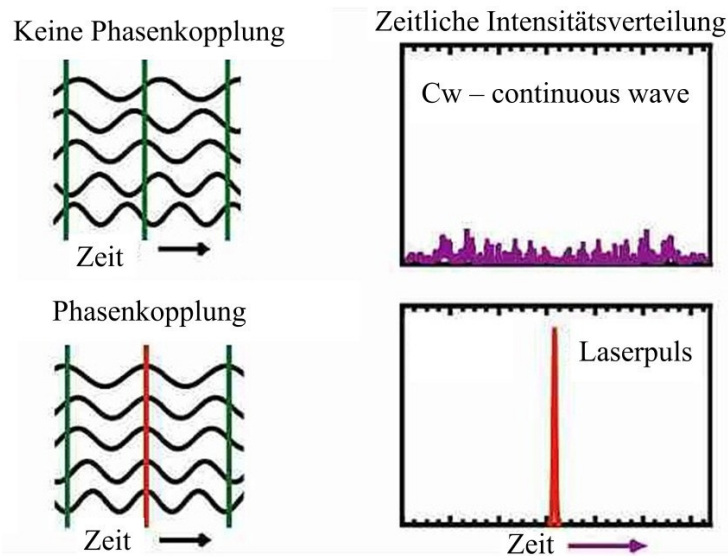 Keine Phasenkopplung
Zeitliche Intensitätsverteilung
Cw – continuous wave
Zeit
Phasenkopplung
Laserpuls
Zeit
Zeit